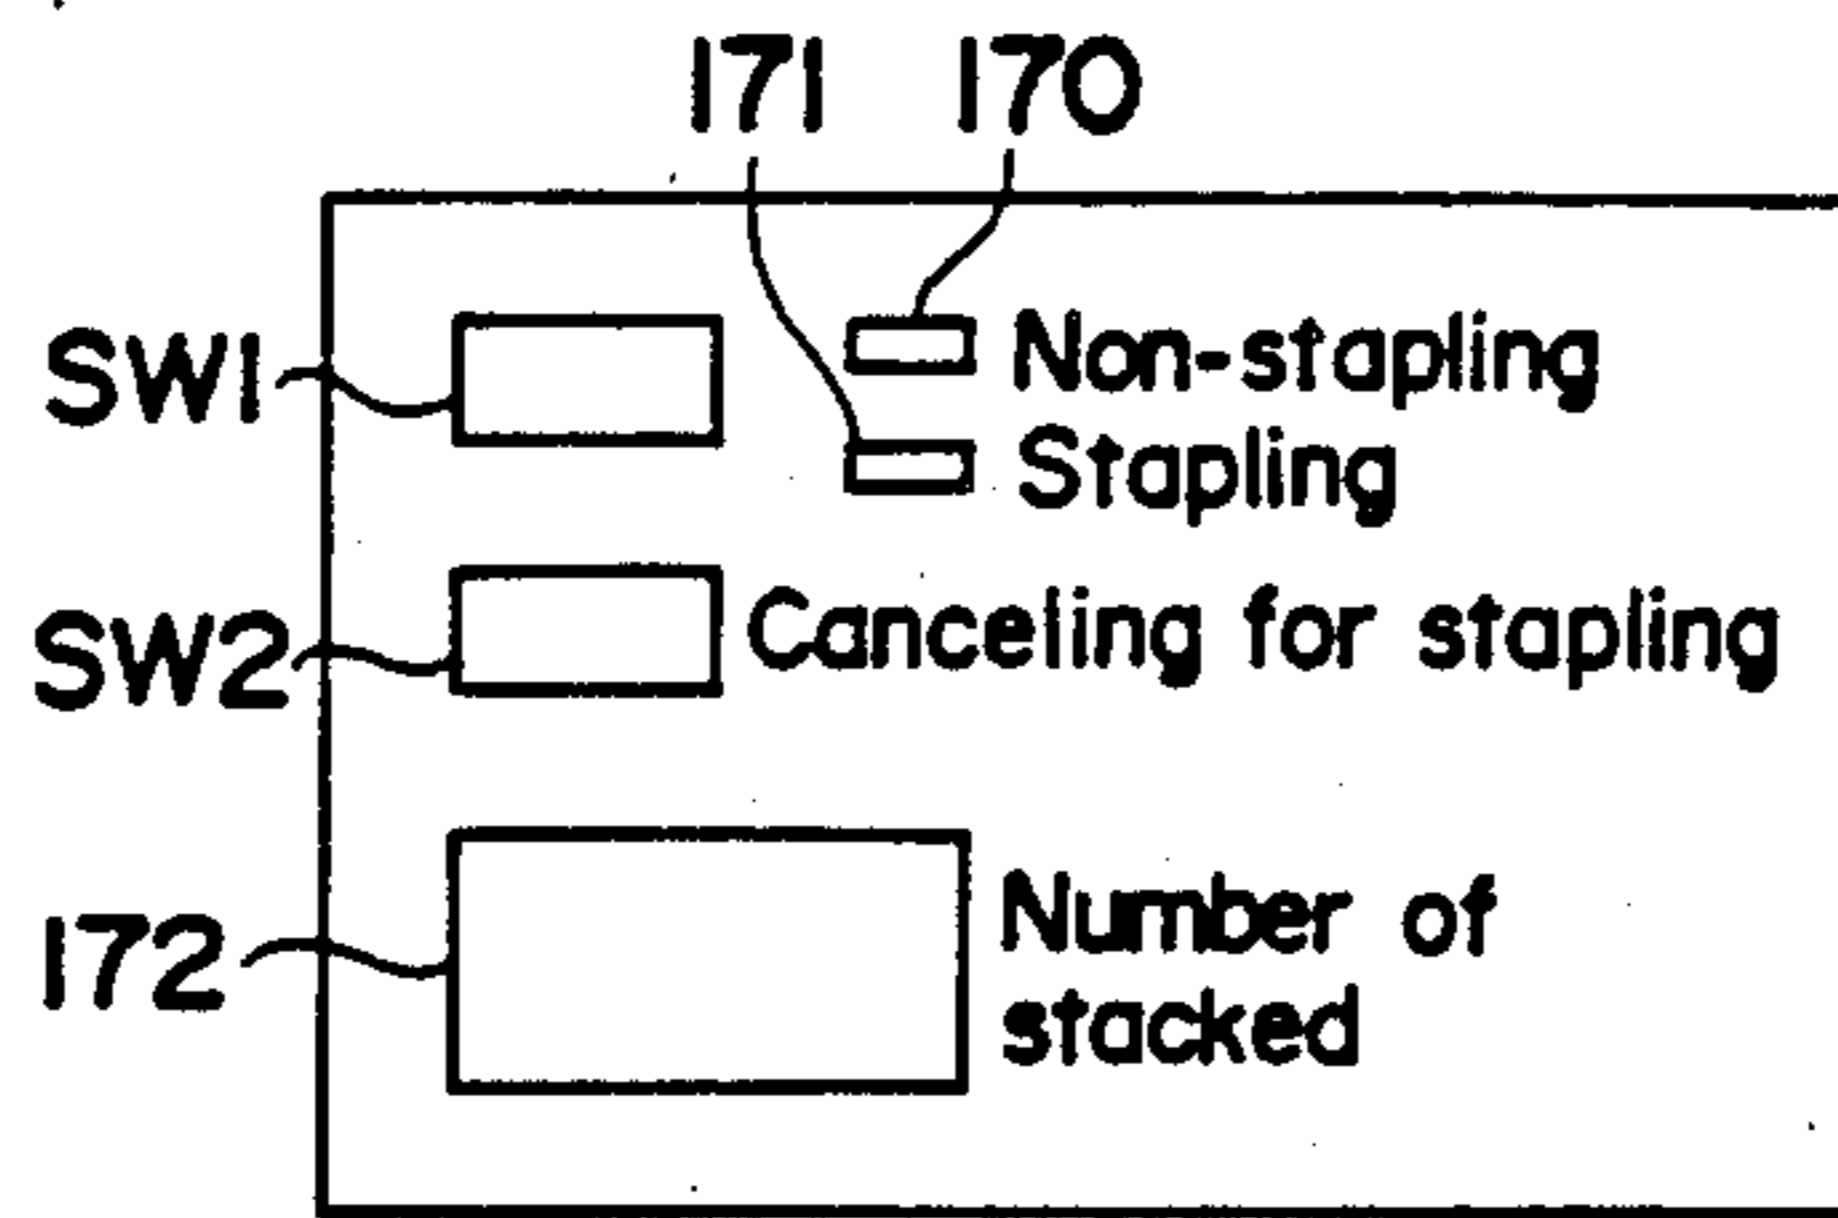 171 170
SW1 Non-stapling
Stapling
SW2 Canceling for stapling
172 Number of
stacked